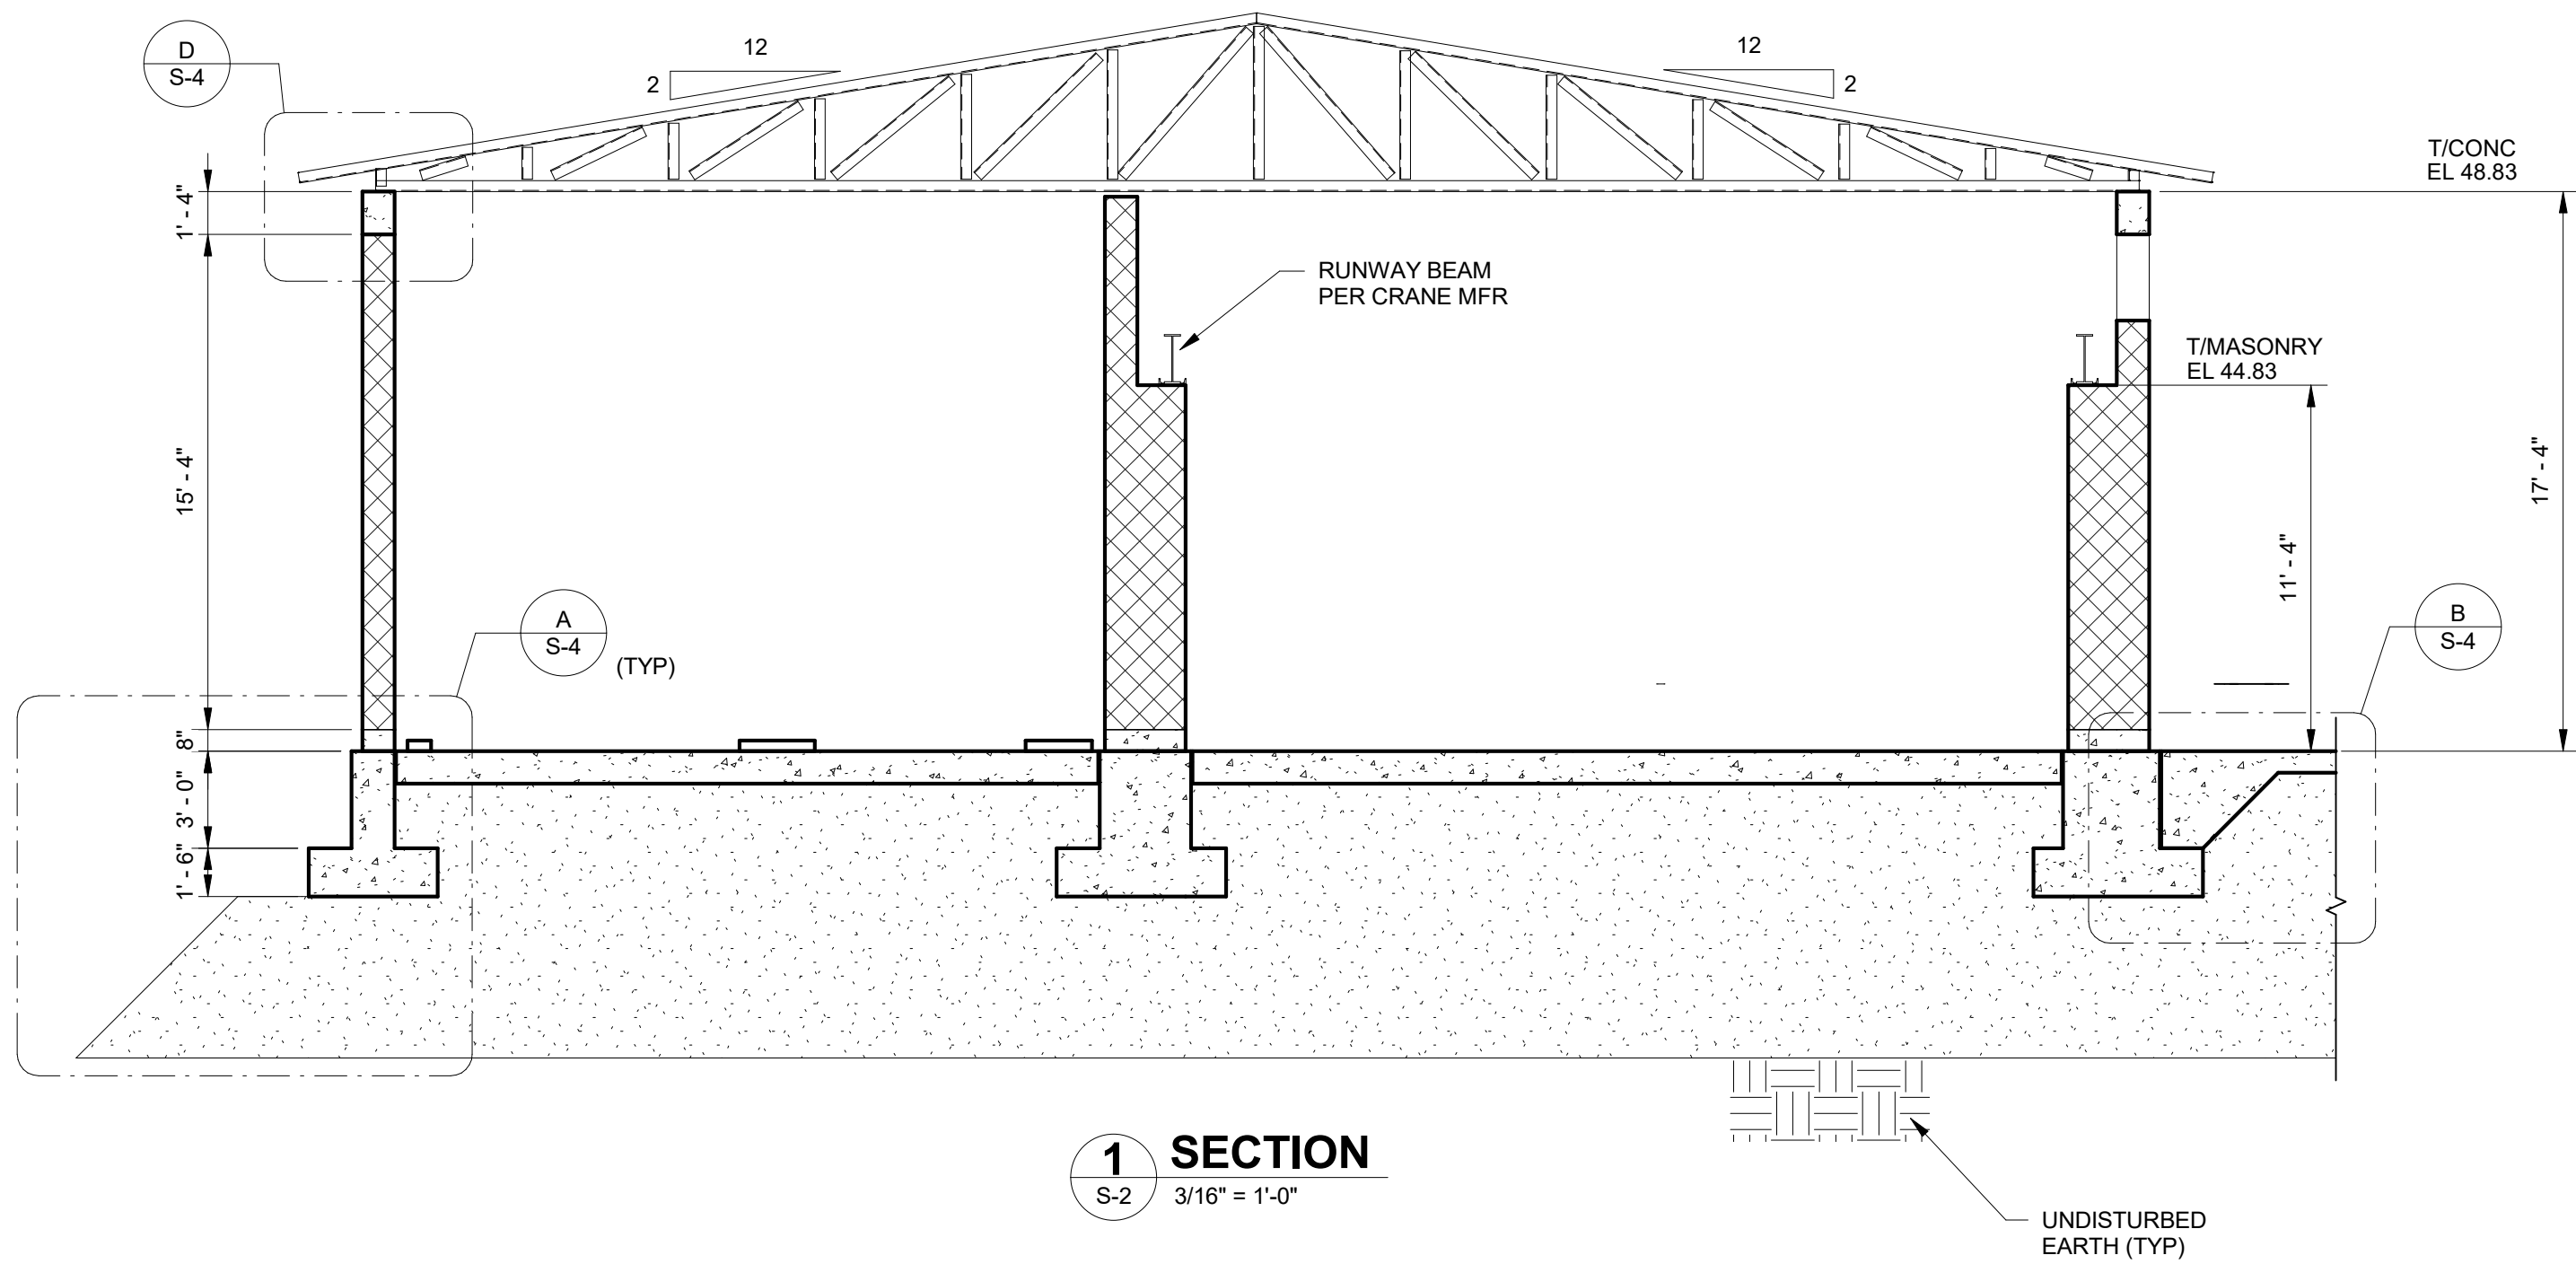 D
S-4
12
2
12
2
T/CONC
EL 48.83
1' - 4"
RUNWAY BEAM
PER CRANE MFR
T/MASONRY
EL 44.83
15' - 4"
17' - 4"
11' - 4"
A
S-4
(TYP)
B
S-4
8"
3' - 0"
1' - 6"
1
S-2
SECTION
3/16" = 1'-0"
UNDISTURBED
EARTH (TYP)